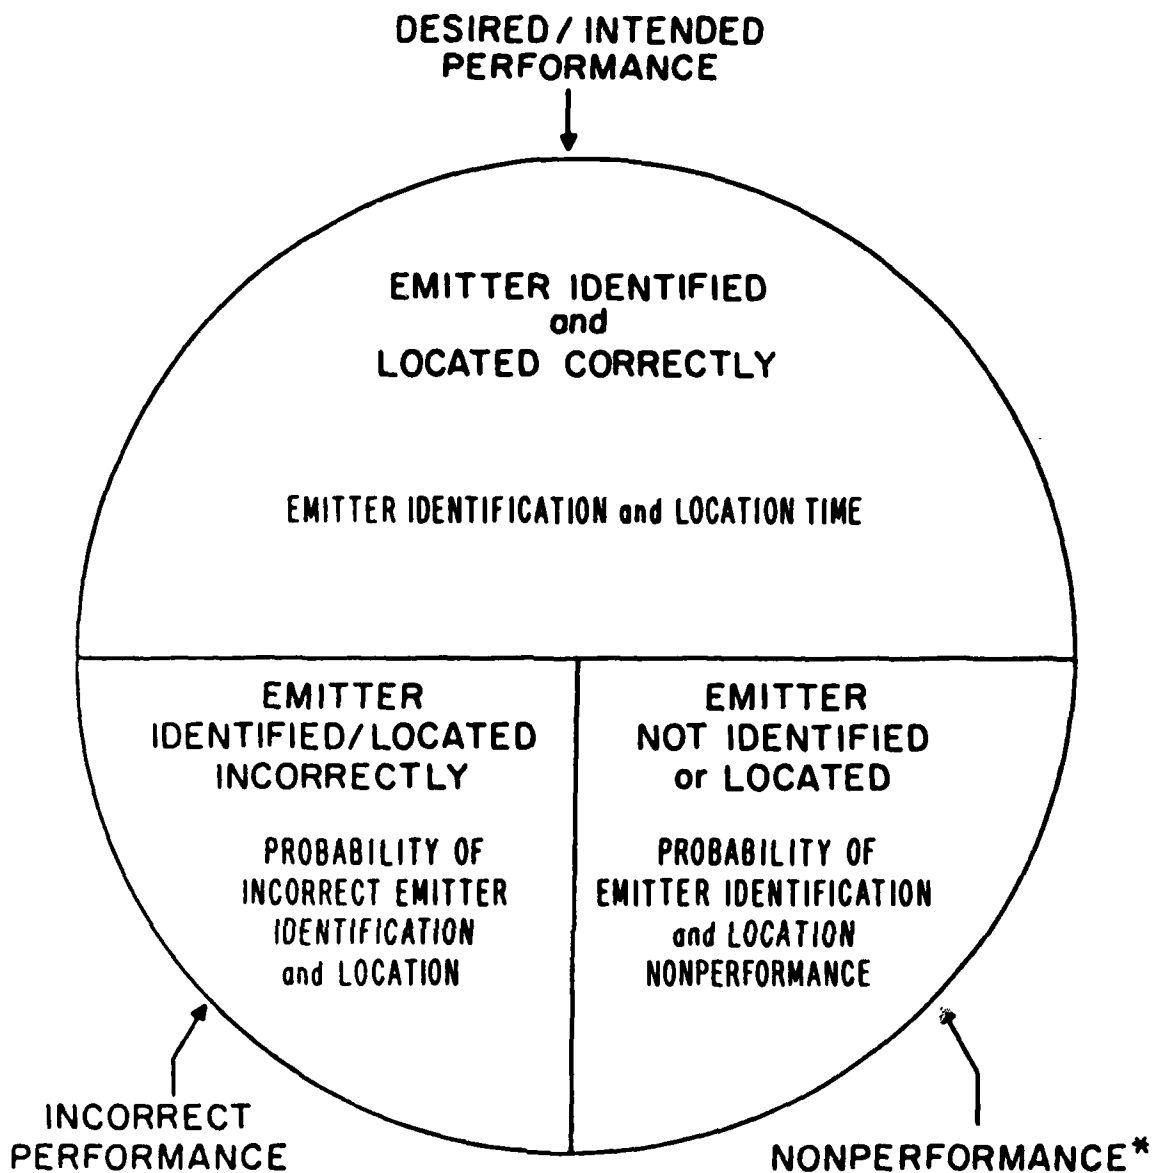 DESIRED / INTENDED
PERFORMANCE
EMITTER IDENTIFIED
and
LOCATED CORRECTLY
EMITTER IDENTIFICATION and LOCATION TIME
EMITTER
IDENTIFIED/LOCATED
INCORRECTLY
PROBABILITY OF
INCORRECT EMITTER
IDENTIFICATION
and LOCATION
EMITTER
NOT IDENTIFIED
or LOCATED
PROBABILITY OF
EMITTER IDENTIFICATION
and LOCATION
NONPERFORMANCE
INCORRECT
PERFORMANCE
NONPERFORMANCE*